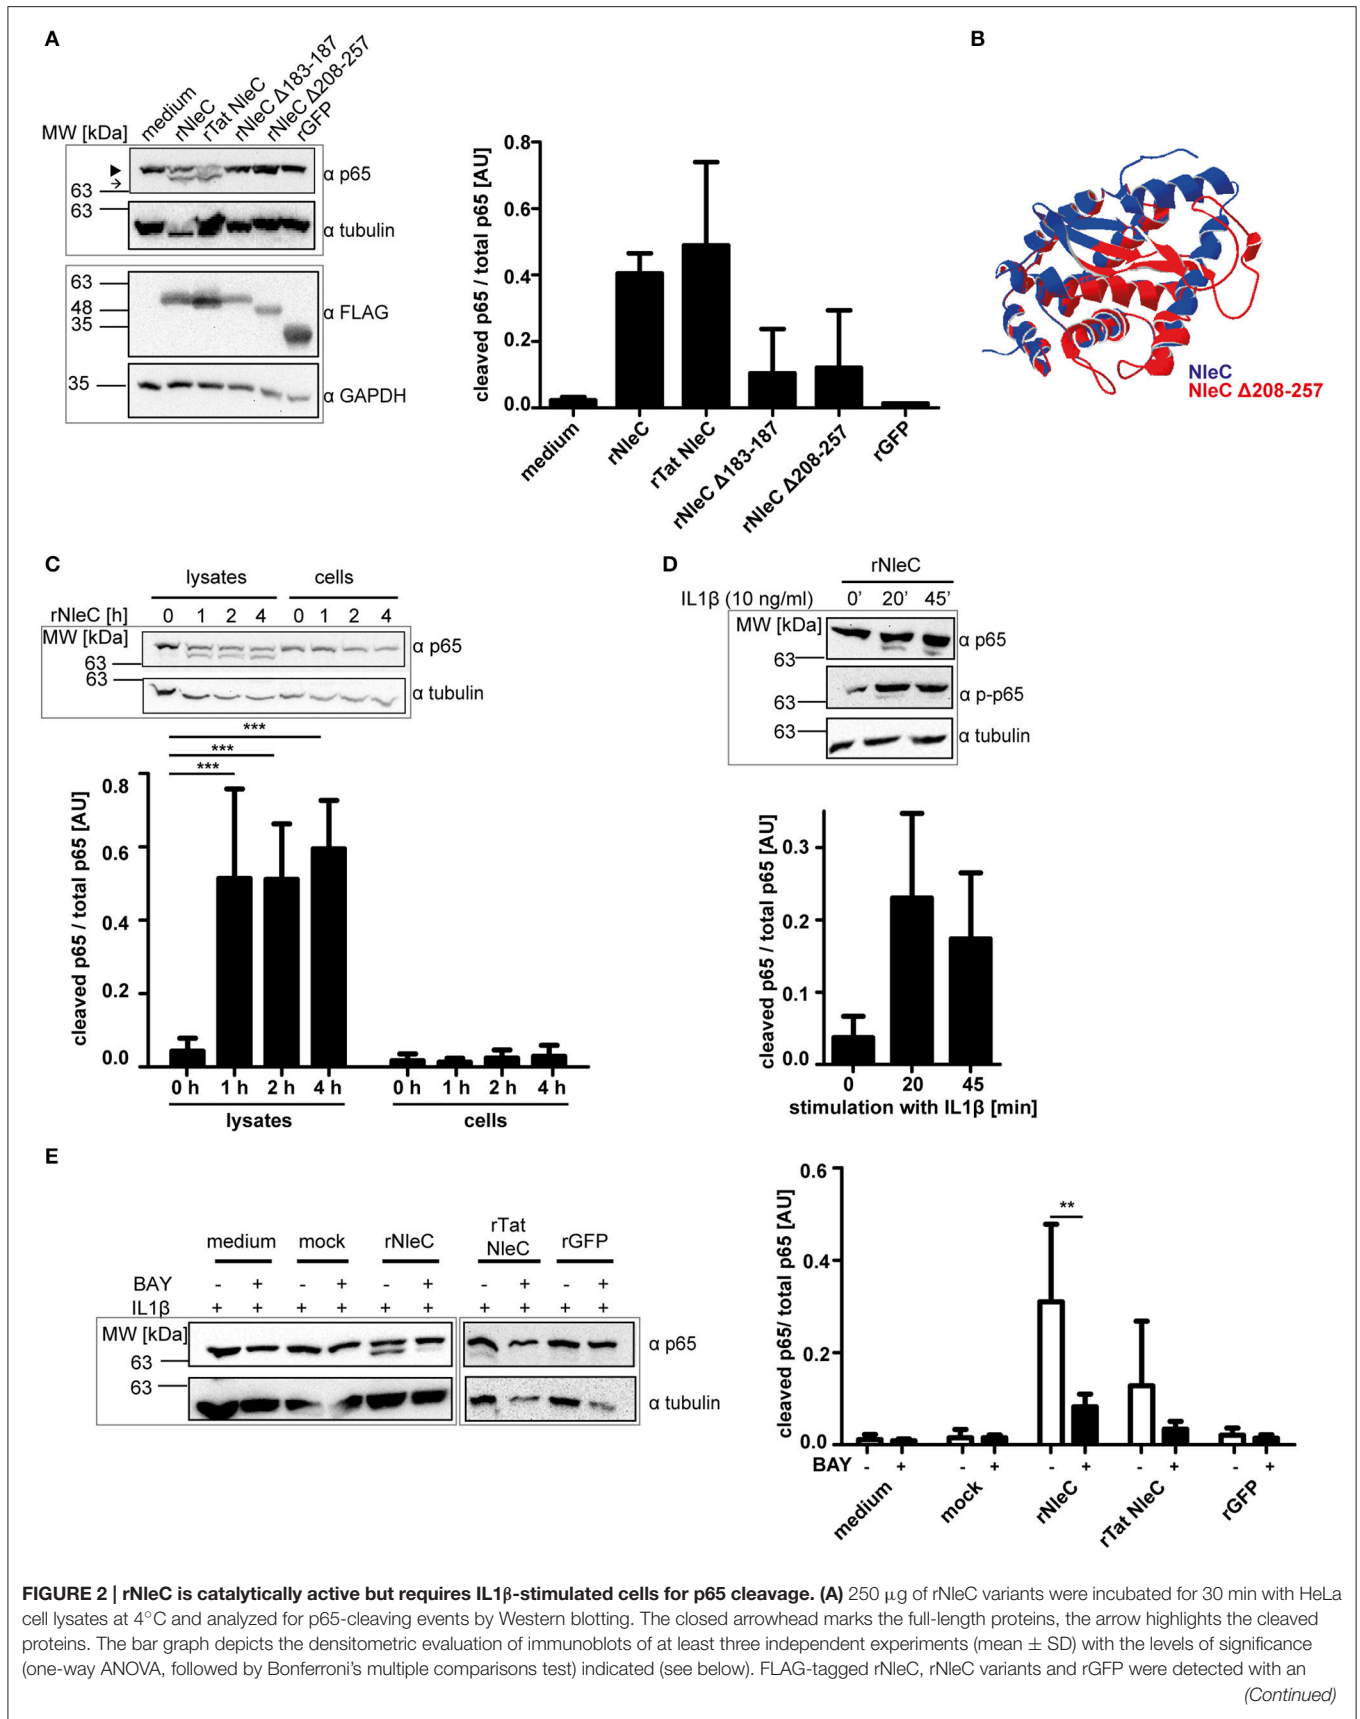 A
B
medium
rNleC
rTat NleC
rNleC Δ183-187
rNleC Δ208-257
rGFP
MW [kDa]
63
α p65
63
α tubulin
63
48
35
α FLAG
35
α GAPDH
cleaved p65 / total p65 [AU]
0.8
0.6
0.4
0.2
0.0
medium
rNleC
rTat NleC
rNleC Δ183-187
rNleC Δ208-257
rGFP
NleC
NleC Δ208-257
C
lysates cells
rNleC [h] 0 1 2 4 0 1 2 4
MW [kDa]
63
α p65
63
α tubulin
***
***
***
cleaved p65 / total p65 [AU]
0.8
0.6
0.4
0.2
0.0
0 h 1 h 2 h 4 h 0 h 1 h 2 h 4 h
lysates cells
D
rNleC
IL1β (10 ng/ml) 0' 20' 45'
MW [kDa]
63
α p65
63
α p-p65
63
α tubulin
cleaved p65 / total p65 [AU]
0.3
0.2
0.1
0.0
0 20 45
stimulation with IL1β [min]
E
medium mock rNleC rTat NleC rGFP
BAY - + - + - + - + - +
IL1β + + + + + + + + + +
MW [kDa]
63
α p65
63
α tubulin
cleaved p65/ total p65 [AU]
0.6
0.4
0.2
0.0
**
BAY - + - + - + - + - +
medium
mock
rNleC
rTat NleC
rGFP
FIGURE 2 | rNleC is catalytically active but requires IL1β-stimulated cells for p65 cleavage. (A) 250 μg of rNleC variants were incubated for 30 min with HeLa
cell lysates at 4°C and analyzed for p65-cleaving events by Western blotting. The closed arrowhead marks the full-length proteins, the arrow highlights the cleaved
proteins. The bar graph depicts the densitometric evaluation of immunoblots of at least three independent experiments (mean ± SD) with the levels of significance
(one-way ANOVA, followed by Bonferroni's multiple comparisons test) indicated (see below). FLAG-tagged rNleC, rNleC variants and rGFP were detected with an
(Continued)